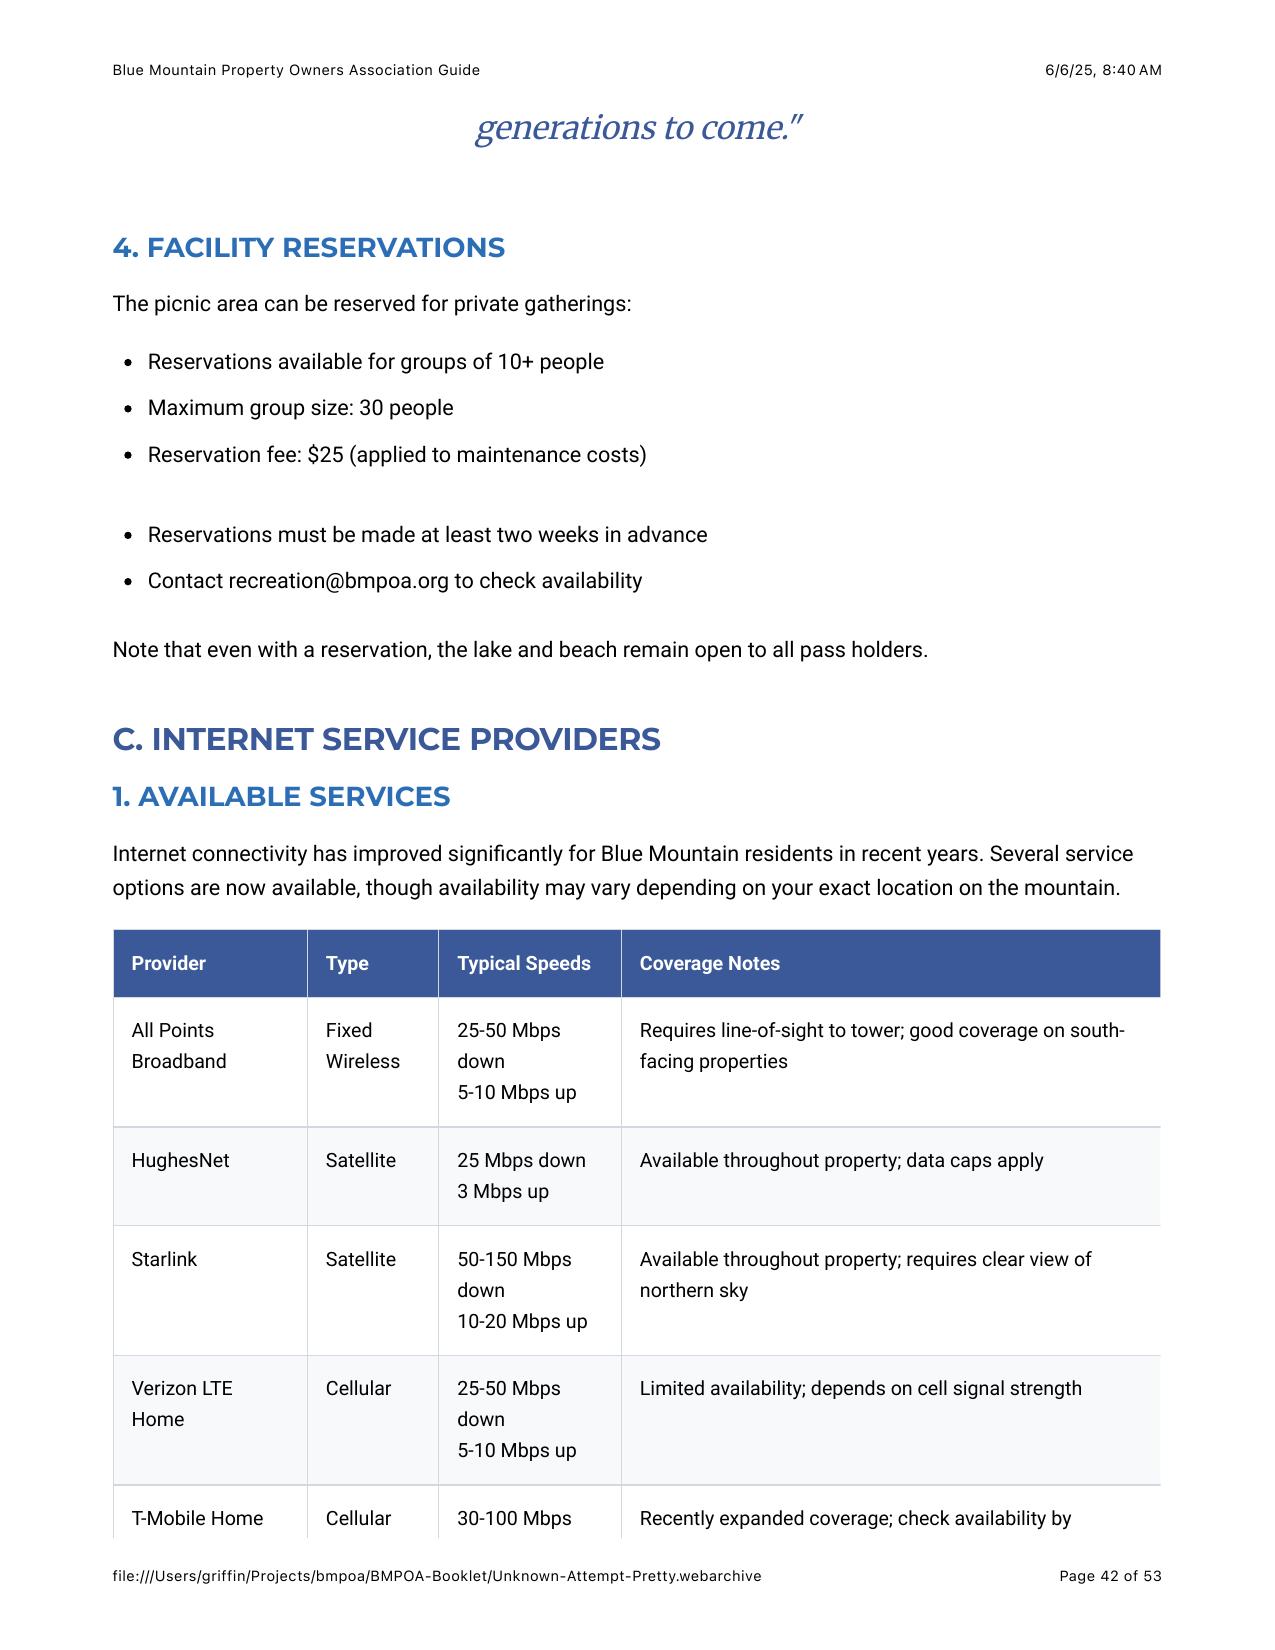 Blue Mountain Property Owners Association Guide
6/6/25, 8:40 AM
generations to come."
4. FACILITY RESERVATIONS
The picnic area can be reserved for private gatherings:
• Reservations available for groups of 10+ people
• Maximum group size: 30 people
• Reservation fee: $25 (applied to maintenance costs)
• Reservations must be made at least two weeks in advance
• Contact recreation@bmpoa.org to check availability
Note that even with a reservation, the lake and beach remain open to all pass holders.
C. INTERNET SERVICE PROVIDERS
1. AVAILABLE SERVICES
Internet connectivity has improved significantly for Blue Mountain residents in recent years. Several service
options are now available, though availability may vary depending on your exact location on the mountain.
Provider
Type
Typical Speeds
Coverage Notes
All Points
Broadband
Fixed
Wireless
25-50 Mbps
down
5-10 Mbps up
Requires line-of-sight to tower; good coverage on south-
facing properties
HughesNet
Satellite
25 Mbps down
3 Mbps up
Available throughout property; data caps apply
Starlink
Satellite
50-150 Mbps
down
10-20 Mbps up
Available throughout property; requires clear view of
northern sky
Verizon LTE
Home
Cellular
25-50 Mbps
down
5-10 Mbps up
Limited availability; depends on cell signal strength
T-Mobile Home
Cellular
30-100 Mbps
Recently expanded coverage; check availability by
file:///Users/griffin/Projects/bmpoa/BMPOA-Booklet/Unknown-Attempt-Pretty.webarchive
Page 42 of 53